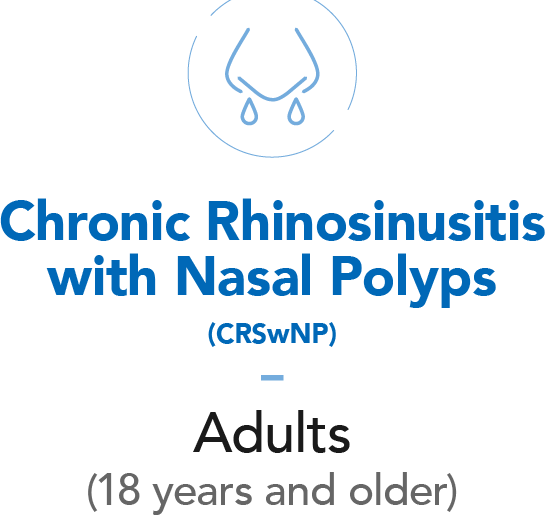 Chronic Rhinosinusitis
with Nasal Polyps
(CRSwNP)
Adults
(18 years and older)